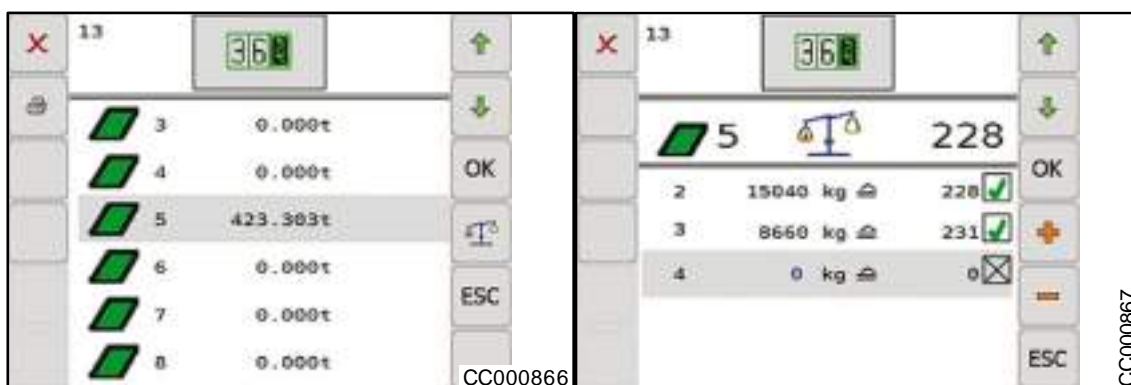 13
36
3 0.000t
4 0.000t
OK
5 423.303t
6 0.000t
ESC
7 0.000t
8 0.000t
CC000866
13
36
5 228
OK
2 15040 kg 228
3 8660 kg 231
4 0 kg 0
ESC
CC000867